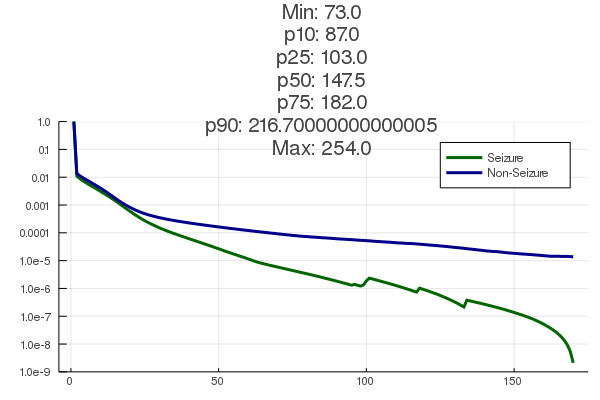 Min: 73.0
p10: 87.0
p25: 103.0
p50: 147.5
p75: 182.0
p90: 216.70000000000005
Max: 254.0
1.0
0.1
0.01
0.001
0.0001
1.0e-5
1.0e-6
1.0e-7
1.0e-8
1.0e-9
Seizure
Non-Seizure
0
50
100
150